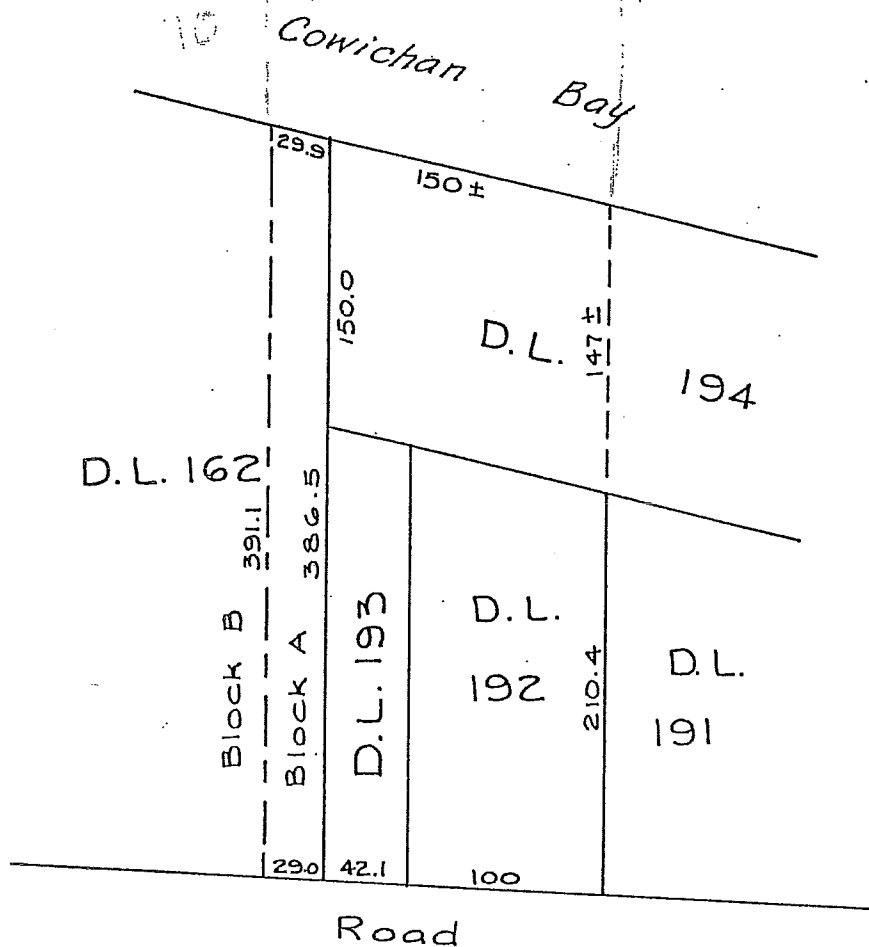 Cowichan
Bay
29.9
150 ±
150.0
D. L.
147 ±
194
D. L. 162
391.1
386.5
Block B
Block A
D. L. 193
D. L.
192
210.4
D. L.
191
29.0
42.1
100
Road